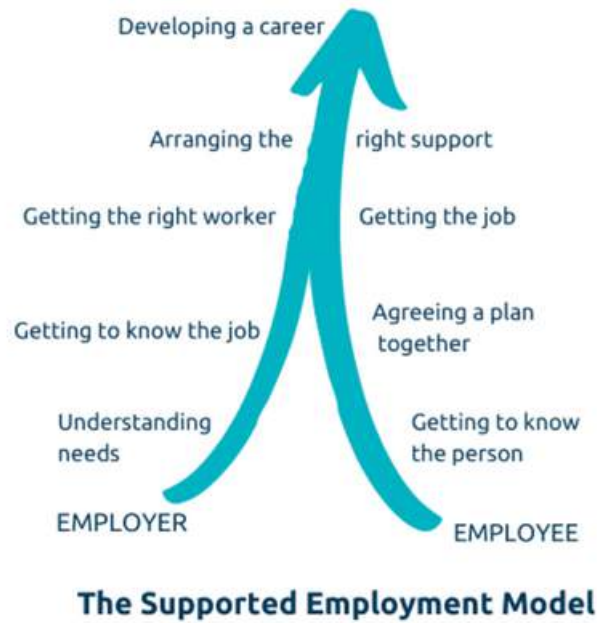 Developing a career
Arranging the right support
Getting the right worker
Getting the job
Getting to know the job
Agreeing a plan
together
Understanding
needs
Getting to know
the person
EMPLOYER
EMPLOYEE
The Supported Employment Model